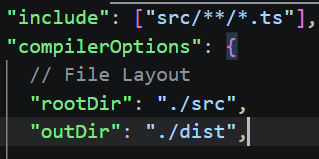 "include": ["src/**/*.ts"],
"compilerOptions": {
// File Layout
"rootDir": "./src",
"outDir": "./dist",